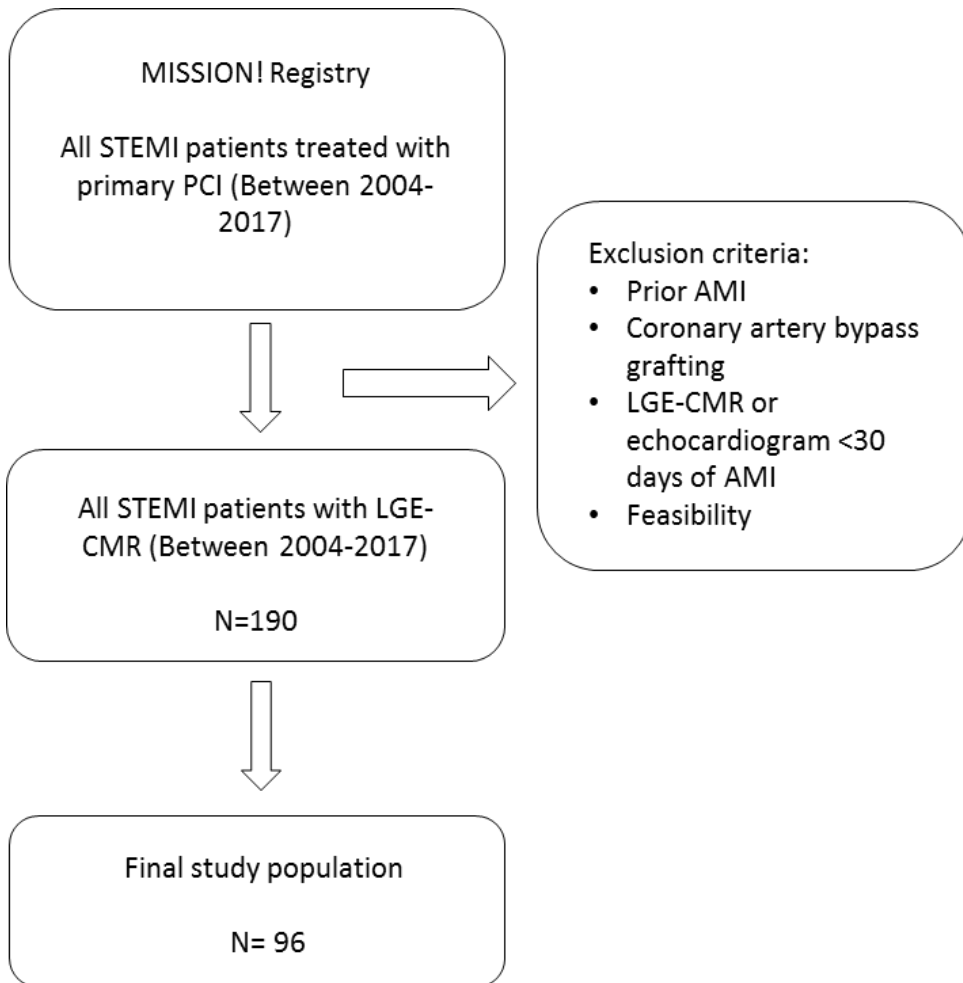 MISSION! Registry
All STEMI patients treated with
primary PCI (Between 2004-
2017)
Exclusion criteria:
• Prior AMI
• Coronary artery bypass
grafting
• LGE-CMR or
echocardiogram <30
days of AMI
• Feasibility
All STEMI patients with LGE-
CMR (Between 2004-2017)
N=190
Final study population
N= 96